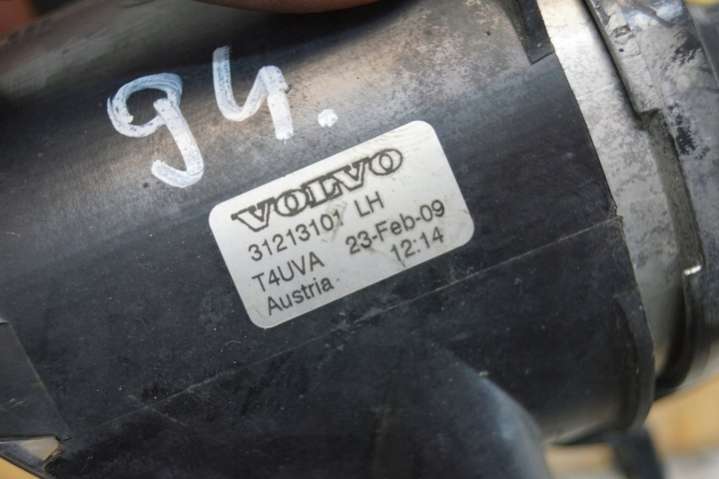 94.
VOLVO
31213101 LH
T4UVA 23-Feb-09
Austria 12:14